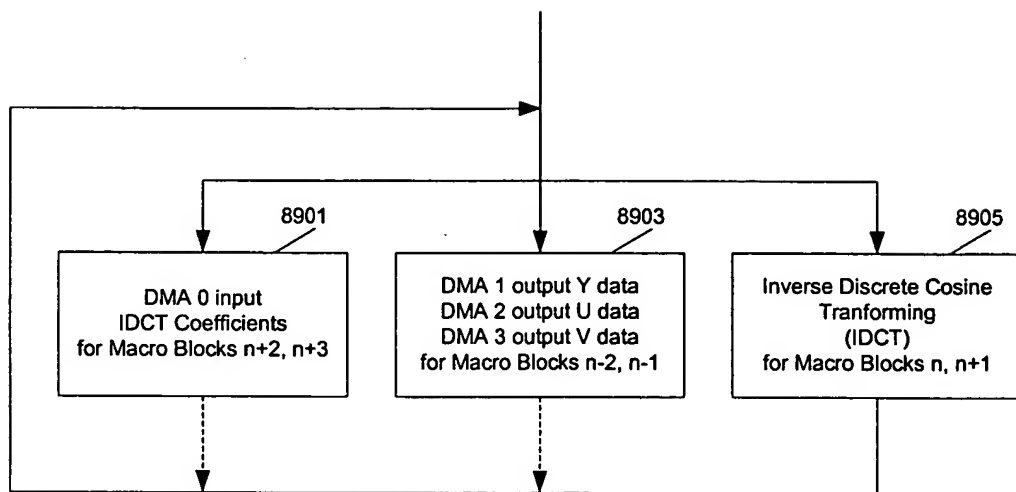 8901
8903
8905
DMA 0 input
IDCT Coefficients
for Macro Blocks n+2, n+3
DMA 1 output Y data
DMA 2 output U data
DMA 3 output V data
for Macro Blocks n-2, n-1
Inverse Discrete Cosine
Tranforming
(IDCT)
for Macro Blocks n, n+1